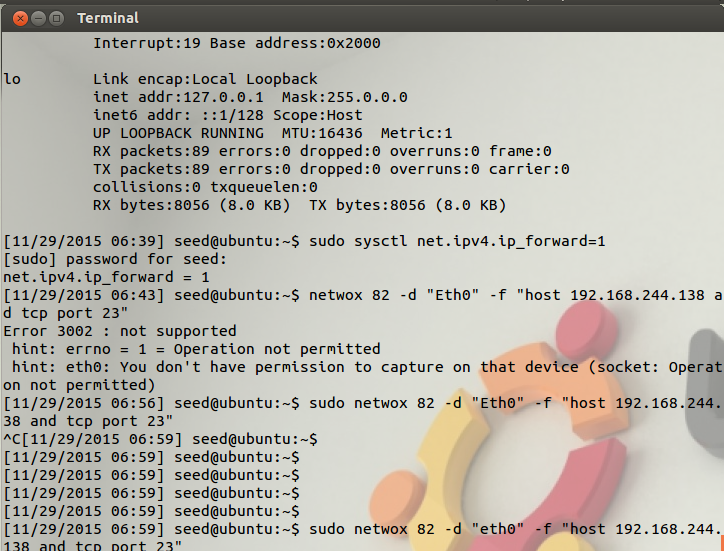 Terminal
Interrupt:19 Base address:0x2000
lo Link encap:Local Loopback
inet addr:127.0.0.1 Mask:255.0.0.0
inet6 addr: ::1/128 Scope:Host
UP LOOPBACK RUNNING MTU:16436 Metric:1
RX packets:89 errors:0 dropped:0 overruns:0 frame:0
TX packets:89 errors:0 dropped:0 overruns:0 carrier:0
collisions:0 txqueuelen:0
RX bytes:8056 (8.0 KB) TX bytes:8056 (8.0 KB)
[11/29/2015 06:39] seed@ubuntu:~$ sudo sysctl net.ipv4.ip_forward=1
[sudo] password for seed:
net.ipv4.ip_forward = 1
[11/29/2015 06:43] seed@ubuntu:~$ netwox 82 -d "Eth0" -f "host 192.168.244.138 a
d tcp port 23"
Error 3002 : not supported
hint: errno = 1 = Operation not permitted
hint: eth0: You don't have permission to capture on that device (socket: Operat
on not permitted)
[11/29/2015 06:56] seed@ubuntu:~$ sudo netwox 82 -d "Eth0" -f "host 192.168.244.
38 and tcp port 23"
^C[11/29/2015 06:59] seed@ubuntu:~$
[11/29/2015 06:59] seed@ubuntu:~$
[11/29/2015 06:59] seed@ubuntu:~$
[11/29/2015 06:59] seed@ubuntu:~$
[11/29/2015 06:59] seed@ubuntu:~$
[11/29/2015 06:59] seed@ubuntu:~$ sudo netwox 82 -d "eth0" -f "host 192.168.244.
138 and tcp port 23"